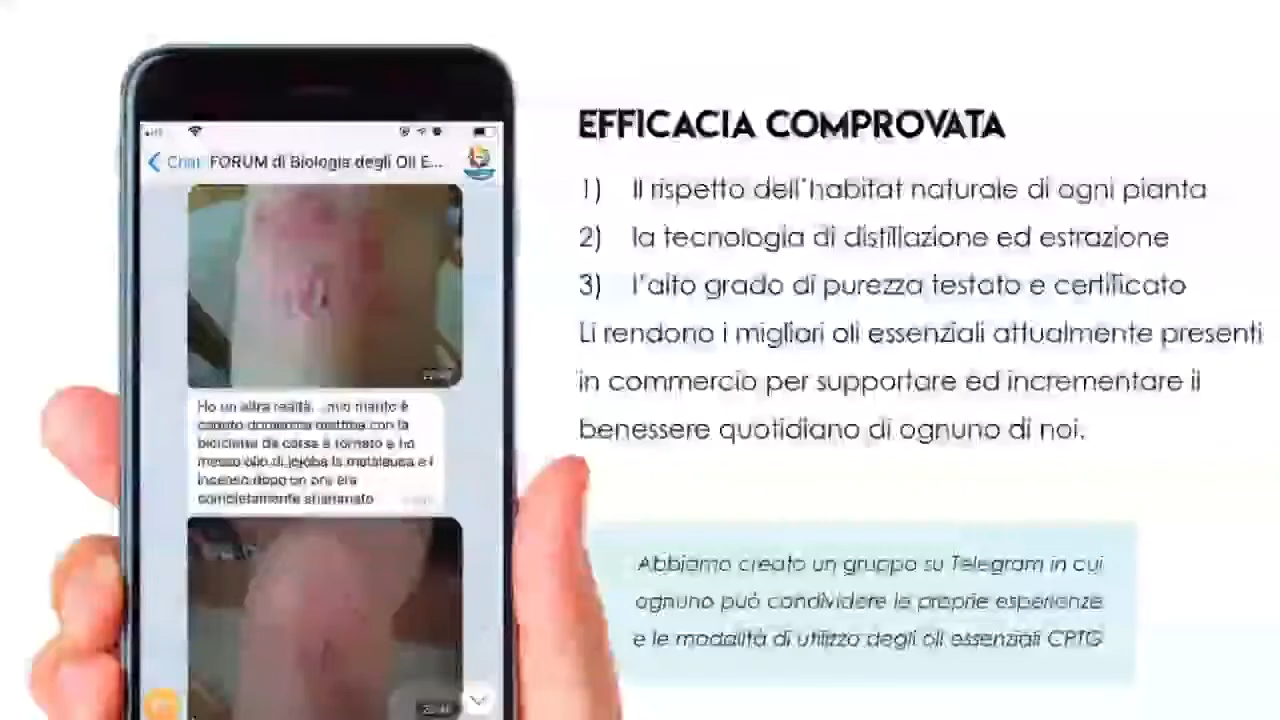 Chat FORUM di Biologia degli Oli E...
Ho un altra realtà... mio marito è
caduto domenica mattina con la
bicicletta da corsa è tornato e ho
messo olio di jojoba la melaleuca e l
incenso dopo un ora era
completamente sfiammato
EFFICACIA COMPROVATA
1) Il rispetto dell'habitat naturale di ogni pianta
2) la tecnologia di distillazione ed estrazione
3) l'alto grado di purezza testato e certificato
Li rendono i migliori oli essenziali attualmente presenti
in commercio per supportare ed incrementare il
benessere quotidiano di ognuno di noi.
Abbiamo creato un gruppo su Telegram in cui
ognuno può condividere le proprie esperienze
e le modalità di utilizzo degli oli essenziali CPTG